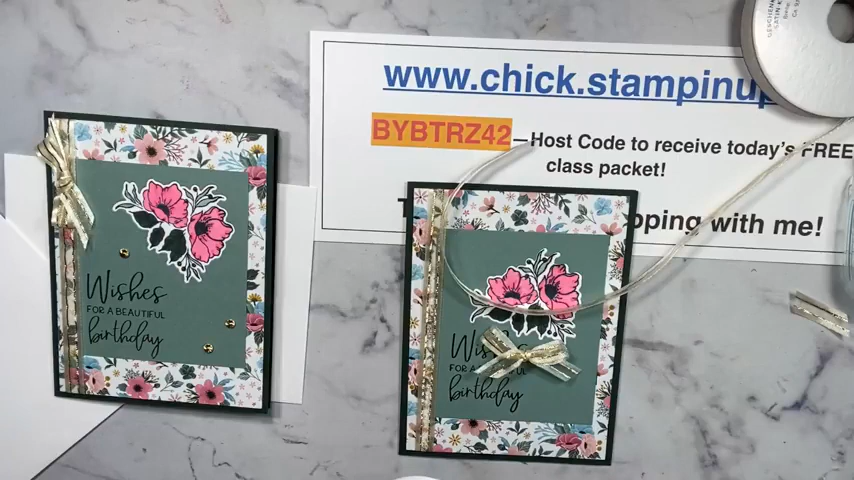 www.chick.stampinup
BYBTRZ42—Host Code to receive today's FREE
class packet!
pping with me!
Wishes
FOR A BEAUTIFUL
birthday
Wishes
FOR A
birthday